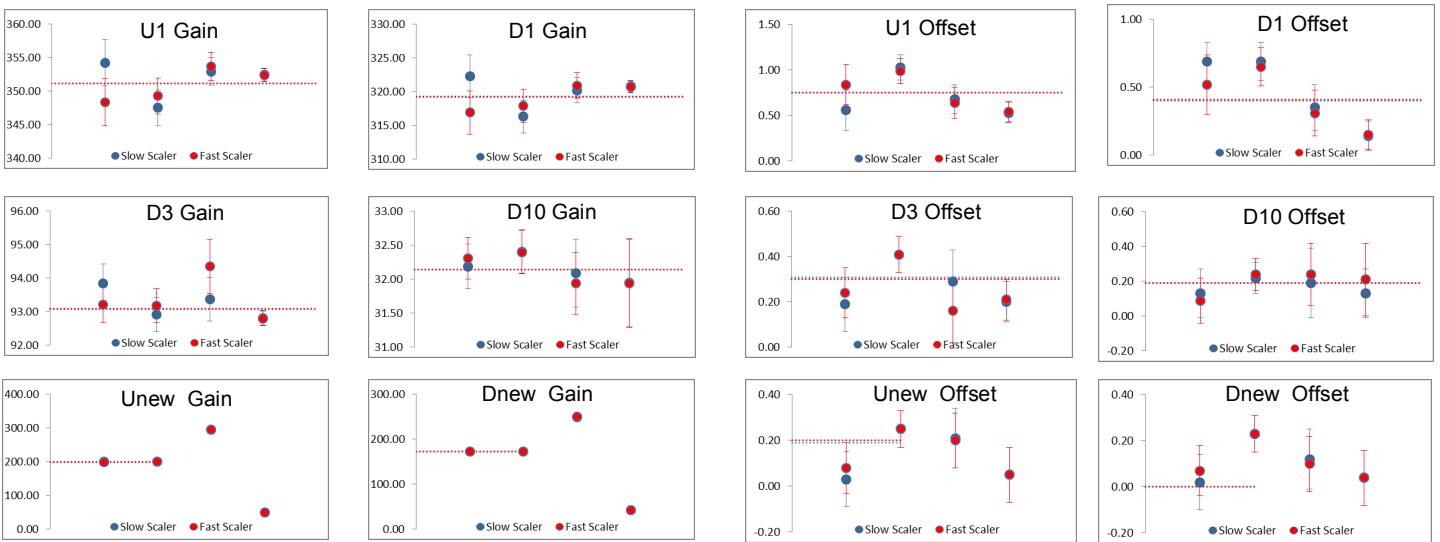 U1 Gain
360.00
355.00
350.00
345.00
340.00
Slow Scaler Fast Scaler
D1 Gain
330.00
325.00
320.00
315.00
310.00
Slow Scaler Fast Scaler
U1 Offset
1.50
1.00
0.50
0.00
Slow Scaler Fast Scaler
D1 Offset
1.00
0.50
0.00
Slow Scaler Fast Scaler
D3 Gain
96.00
95.00
94.00
93.00
92.00
Slow Scaler Fast Scaler
D10 Gain
33.00
32.50
32.00
31.50
31.00
Slow Scaler Fast Scaler
D3 Offset
0.60
0.40
0.20
0.00
Slow Scaler Fast Scaler
D10 Offset
0.60
0.40
0.20
0.00
-0.20
Slow Scaler Fast Scaler
Unew Gain
400.00
300.00
200.00
100.00
0.00
Slow Scaler Fast Scaler
Dnew Gain
300.00
200.00
100.00
0.00
Slow Scaler Fast Scaler
Unew Offset
0.40
0.20
0.00
-0.20
Slow Scaler Fast Scaler
Dnew Offset
0.40
0.20
0.00
-0.20
Slow Scaler Fast Scaler